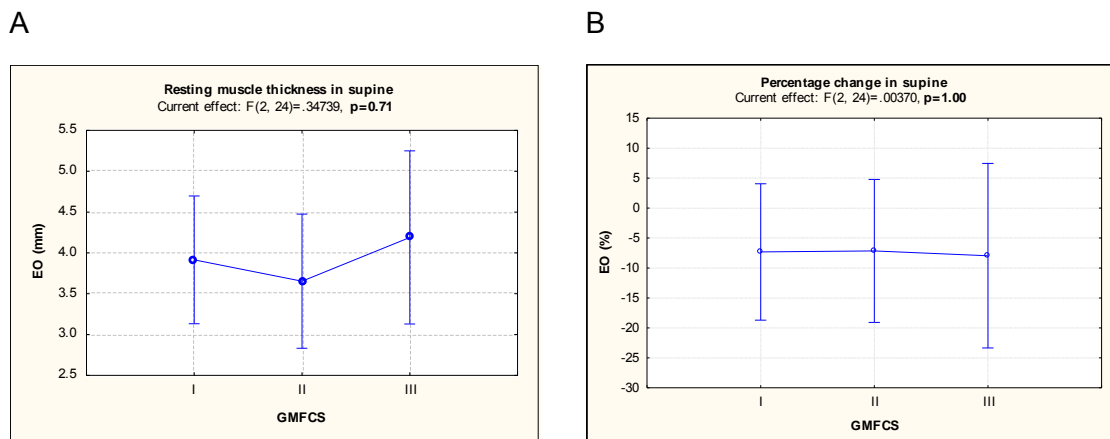 A
Resting muscle thickness in supine
Current effect: F(2, 24)=.34739, p=0.71
5.5
5.0
4.5
4.0
3.5
3.0
2.5
EO (mm)
I
II
III
GMFCS
B
Percentage change in supine
Current effect: F(2, 24)=.00370, p=1.00
15
10
5
0
-5
-10
-15
-20
-25
-30
EO (%)
I
II
III
GMFCS